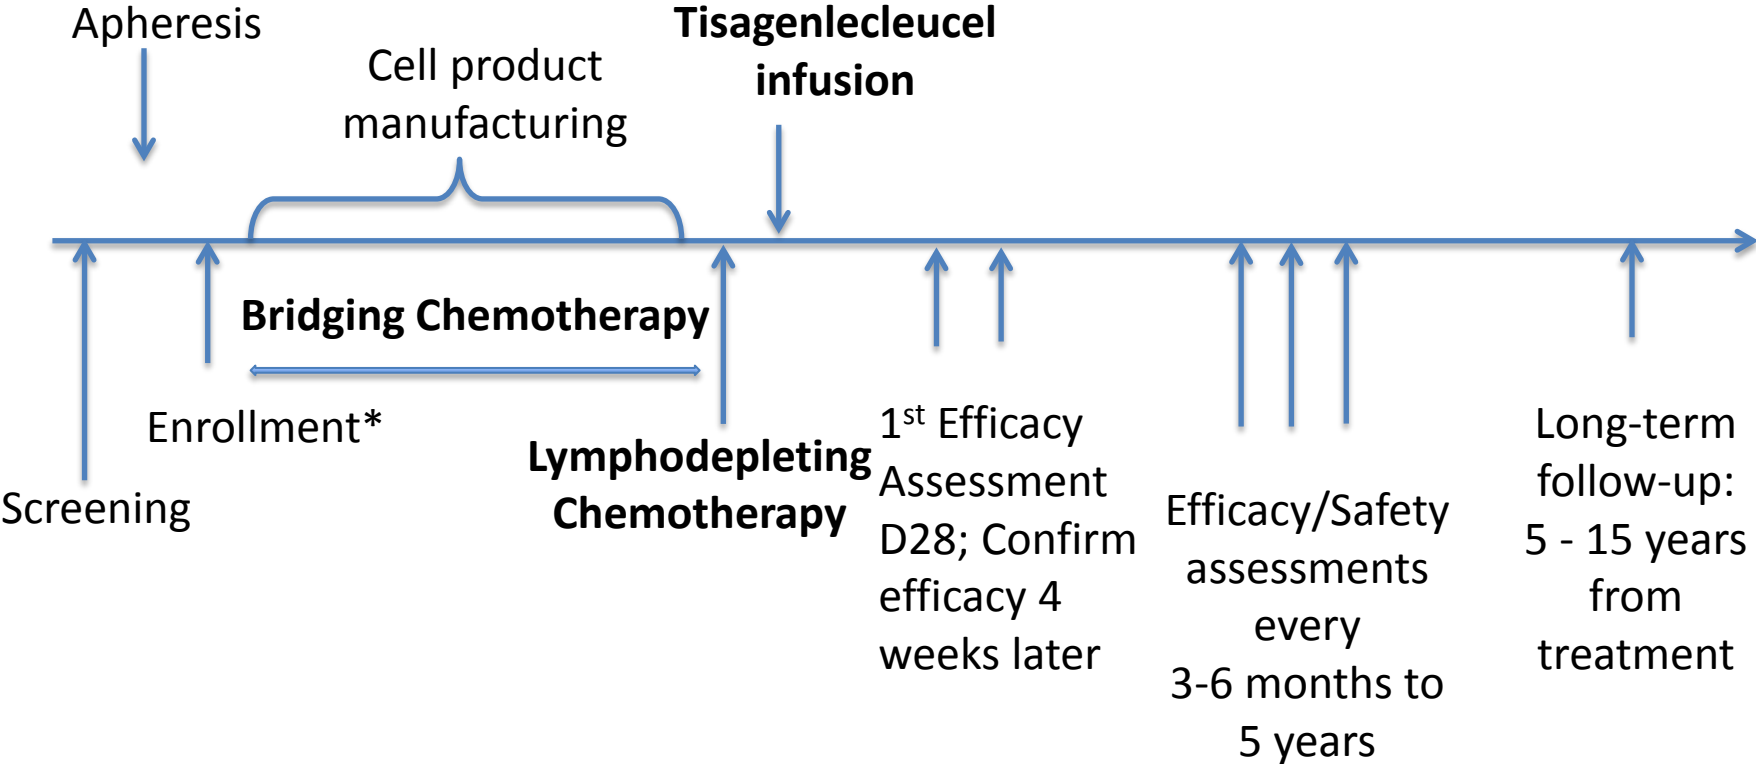 Apheresis
Cell product
manufacturing
Tisagenlecleucel
infusion
Screening
Enrollment*
Bridging Chemotherapy
Lymphodepleting
Chemotherapy
1st Efficacy
Assessment
D28; Confirm
efficacy 4
weeks later
Efficacy/Safety
assessments
every
3-6 months to
5 years
Long-term
follow-up:
5 - 15 years
from
treatment